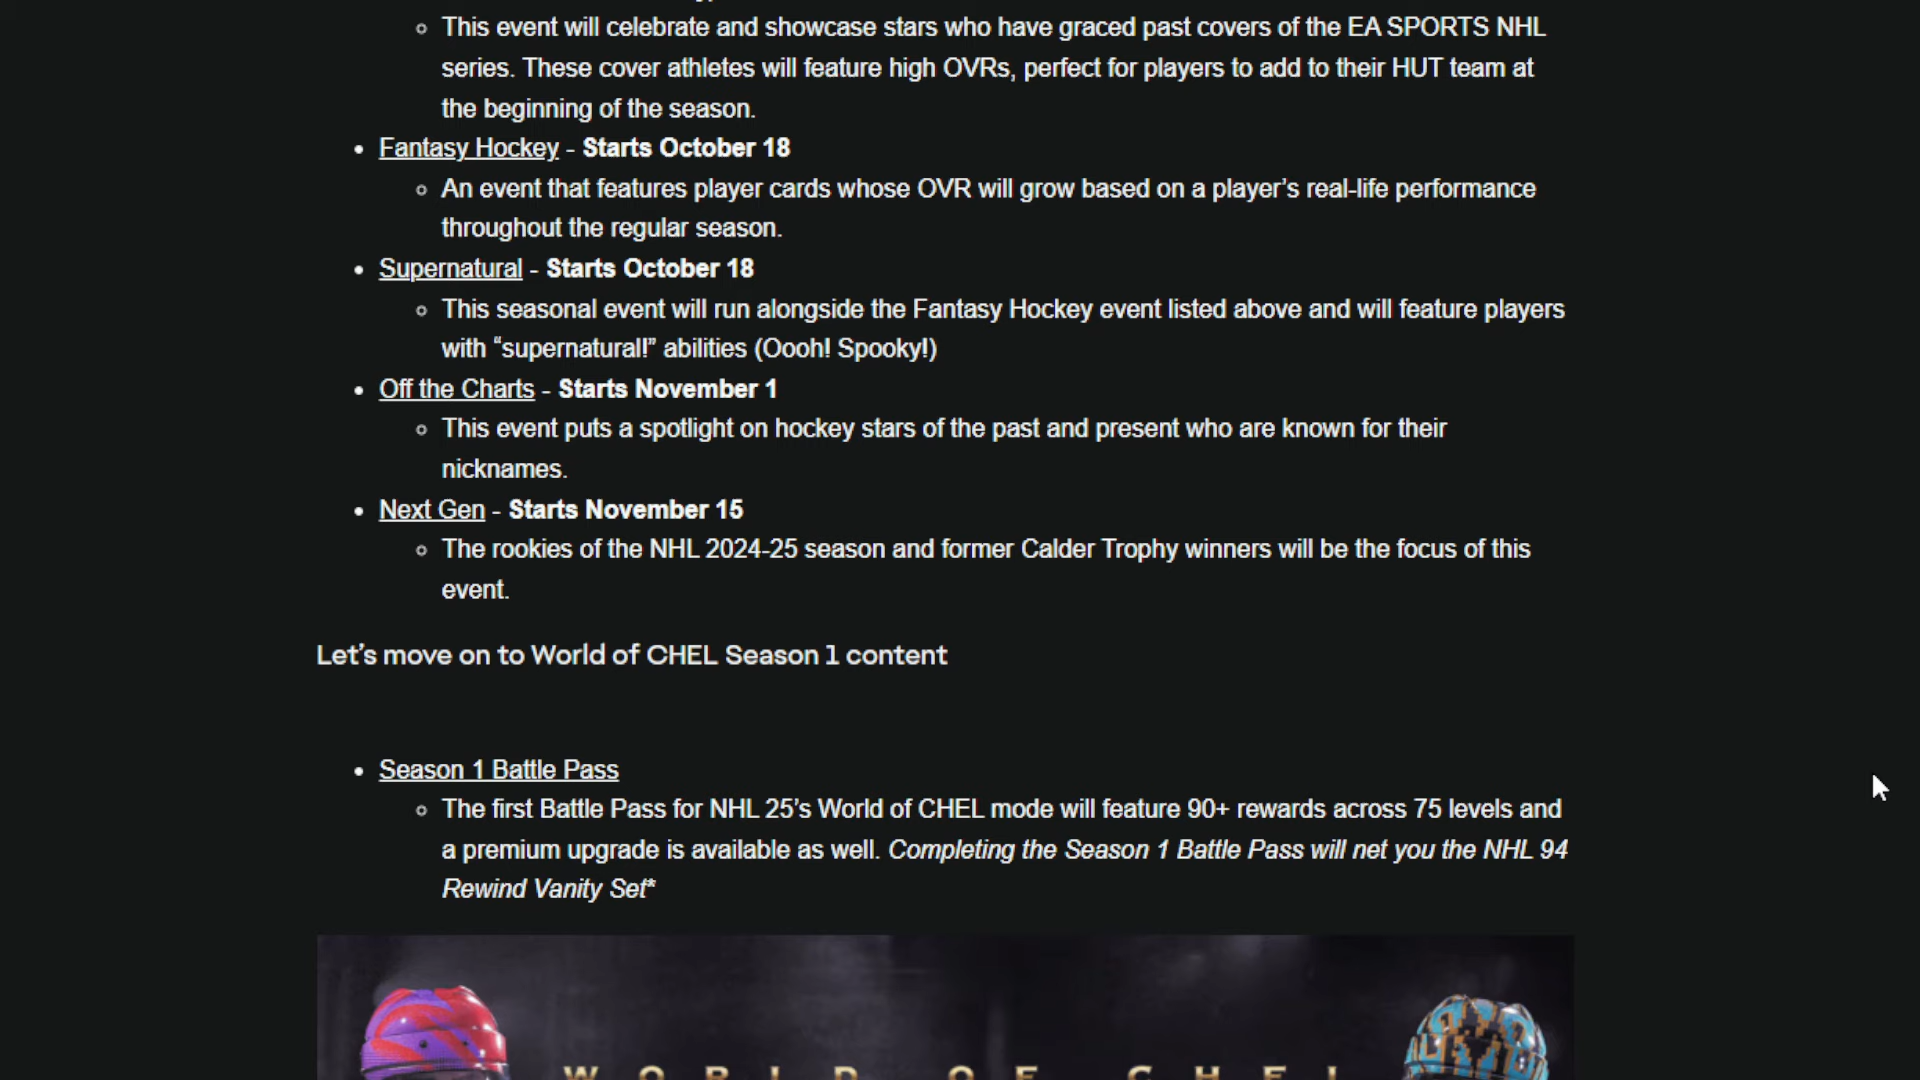 This event will celebrate and showcase stars who have graced past covers of the EA SPORTS NHL
series. These cover athletes will feature high OVRs, perfect for players to add to their HUT team at
the beginning of the season.
Fantasy Hockey - Starts October 18
An event that features player cards whose OVR will grow based on a player’s real-life performance
throughout the regular season.
Supernatural - Starts October 18
This seasonal event will run alongside the Fantasy Hockey event listed above and will feature players
with “supernatural!” abilities (Oooh! Spooky!)
Off the Charts - Starts November 1
This event puts a spotlight on hockey stars of the past and present who are known for their
nicknames.
Next Gen - Starts November 15
The rookies of the NHL 2024-25 season and former Calder Trophy winners will be the focus of this
event.
Let’s move on to World of CHEL Season 1 content
Season 1 Battle Pass
The first Battle Pass for NHL 25’s World of CHEL mode will feature 90+ rewards across 75 levels and
a premium upgrade is available as well. Completing the Season 1 Battle Pass will net you the NHL 94
Rewind Vanity Set*
WORLD OF CHEL